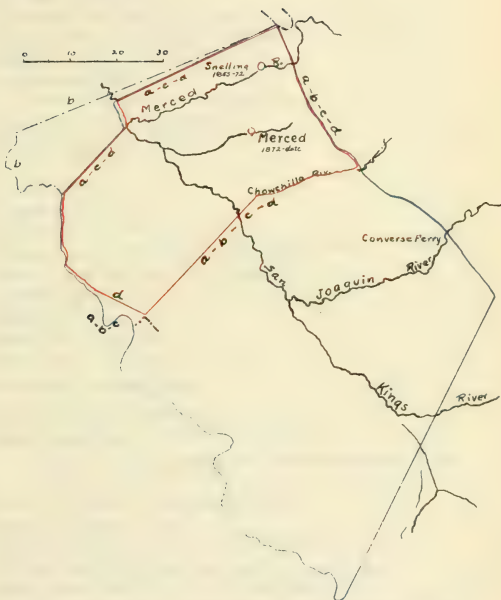 0 10 20 30
b
Snelling
1855-72
R.
a-c-d
Merced
b
a-b-c-d
Merced
1872-date
a-c-d
Chowchilla Riv.
a-b-c-d
Converse Ferry
San Joaquin River
d
a-b-c
Kings River